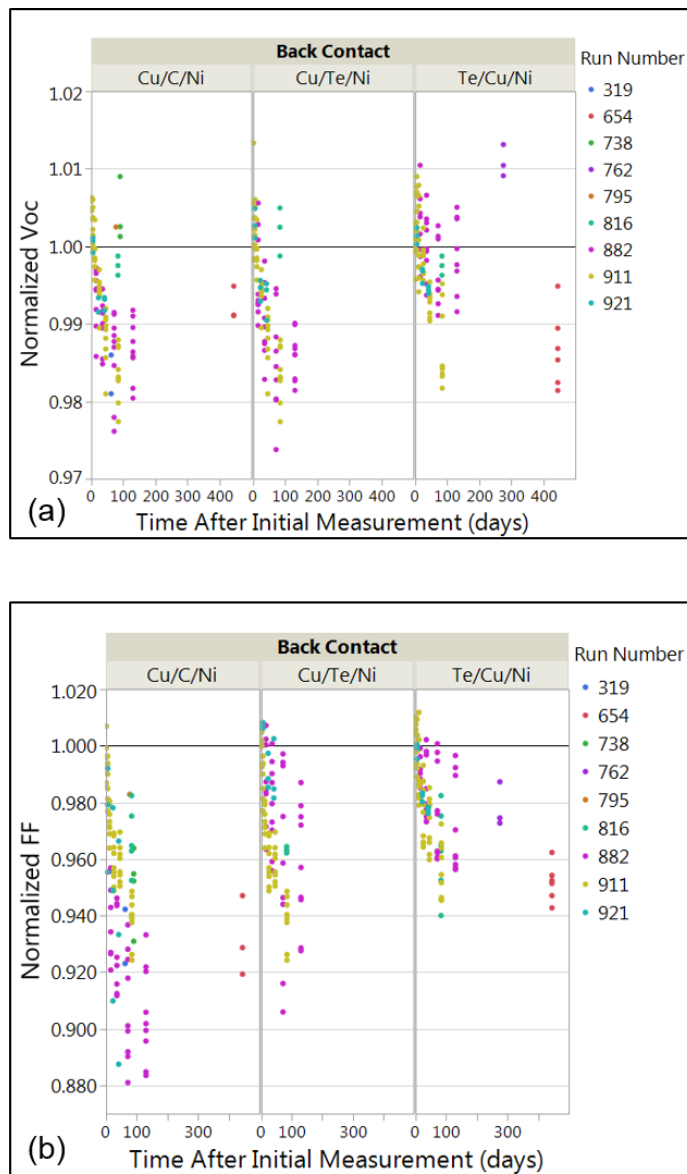 Back Contact
Cu/C/Ni Cu/Te/Ni Te/Cu/Ni
Run Number
319
654
738
762
795
816
882
911
921
1.02
1.01
1.00
0.99
0.98
0.97
Normalized Voc
0 100 200 300 400 0 100 200 300 400 0 100 200 300 400
Time After Initial Measurement (days)
(a)
Back Contact
Cu/C/Ni Cu/Te/Ni Te/Cu/Ni
Run Number
319
654
738
762
795
816
882
911
921
1.020
1.000
0.980
0.960
0.940
0.920
0.900
0.880
Normalized FF
0 100 300 0 100 300 0 100 300
Time After Initial Measurement (days)
(b)